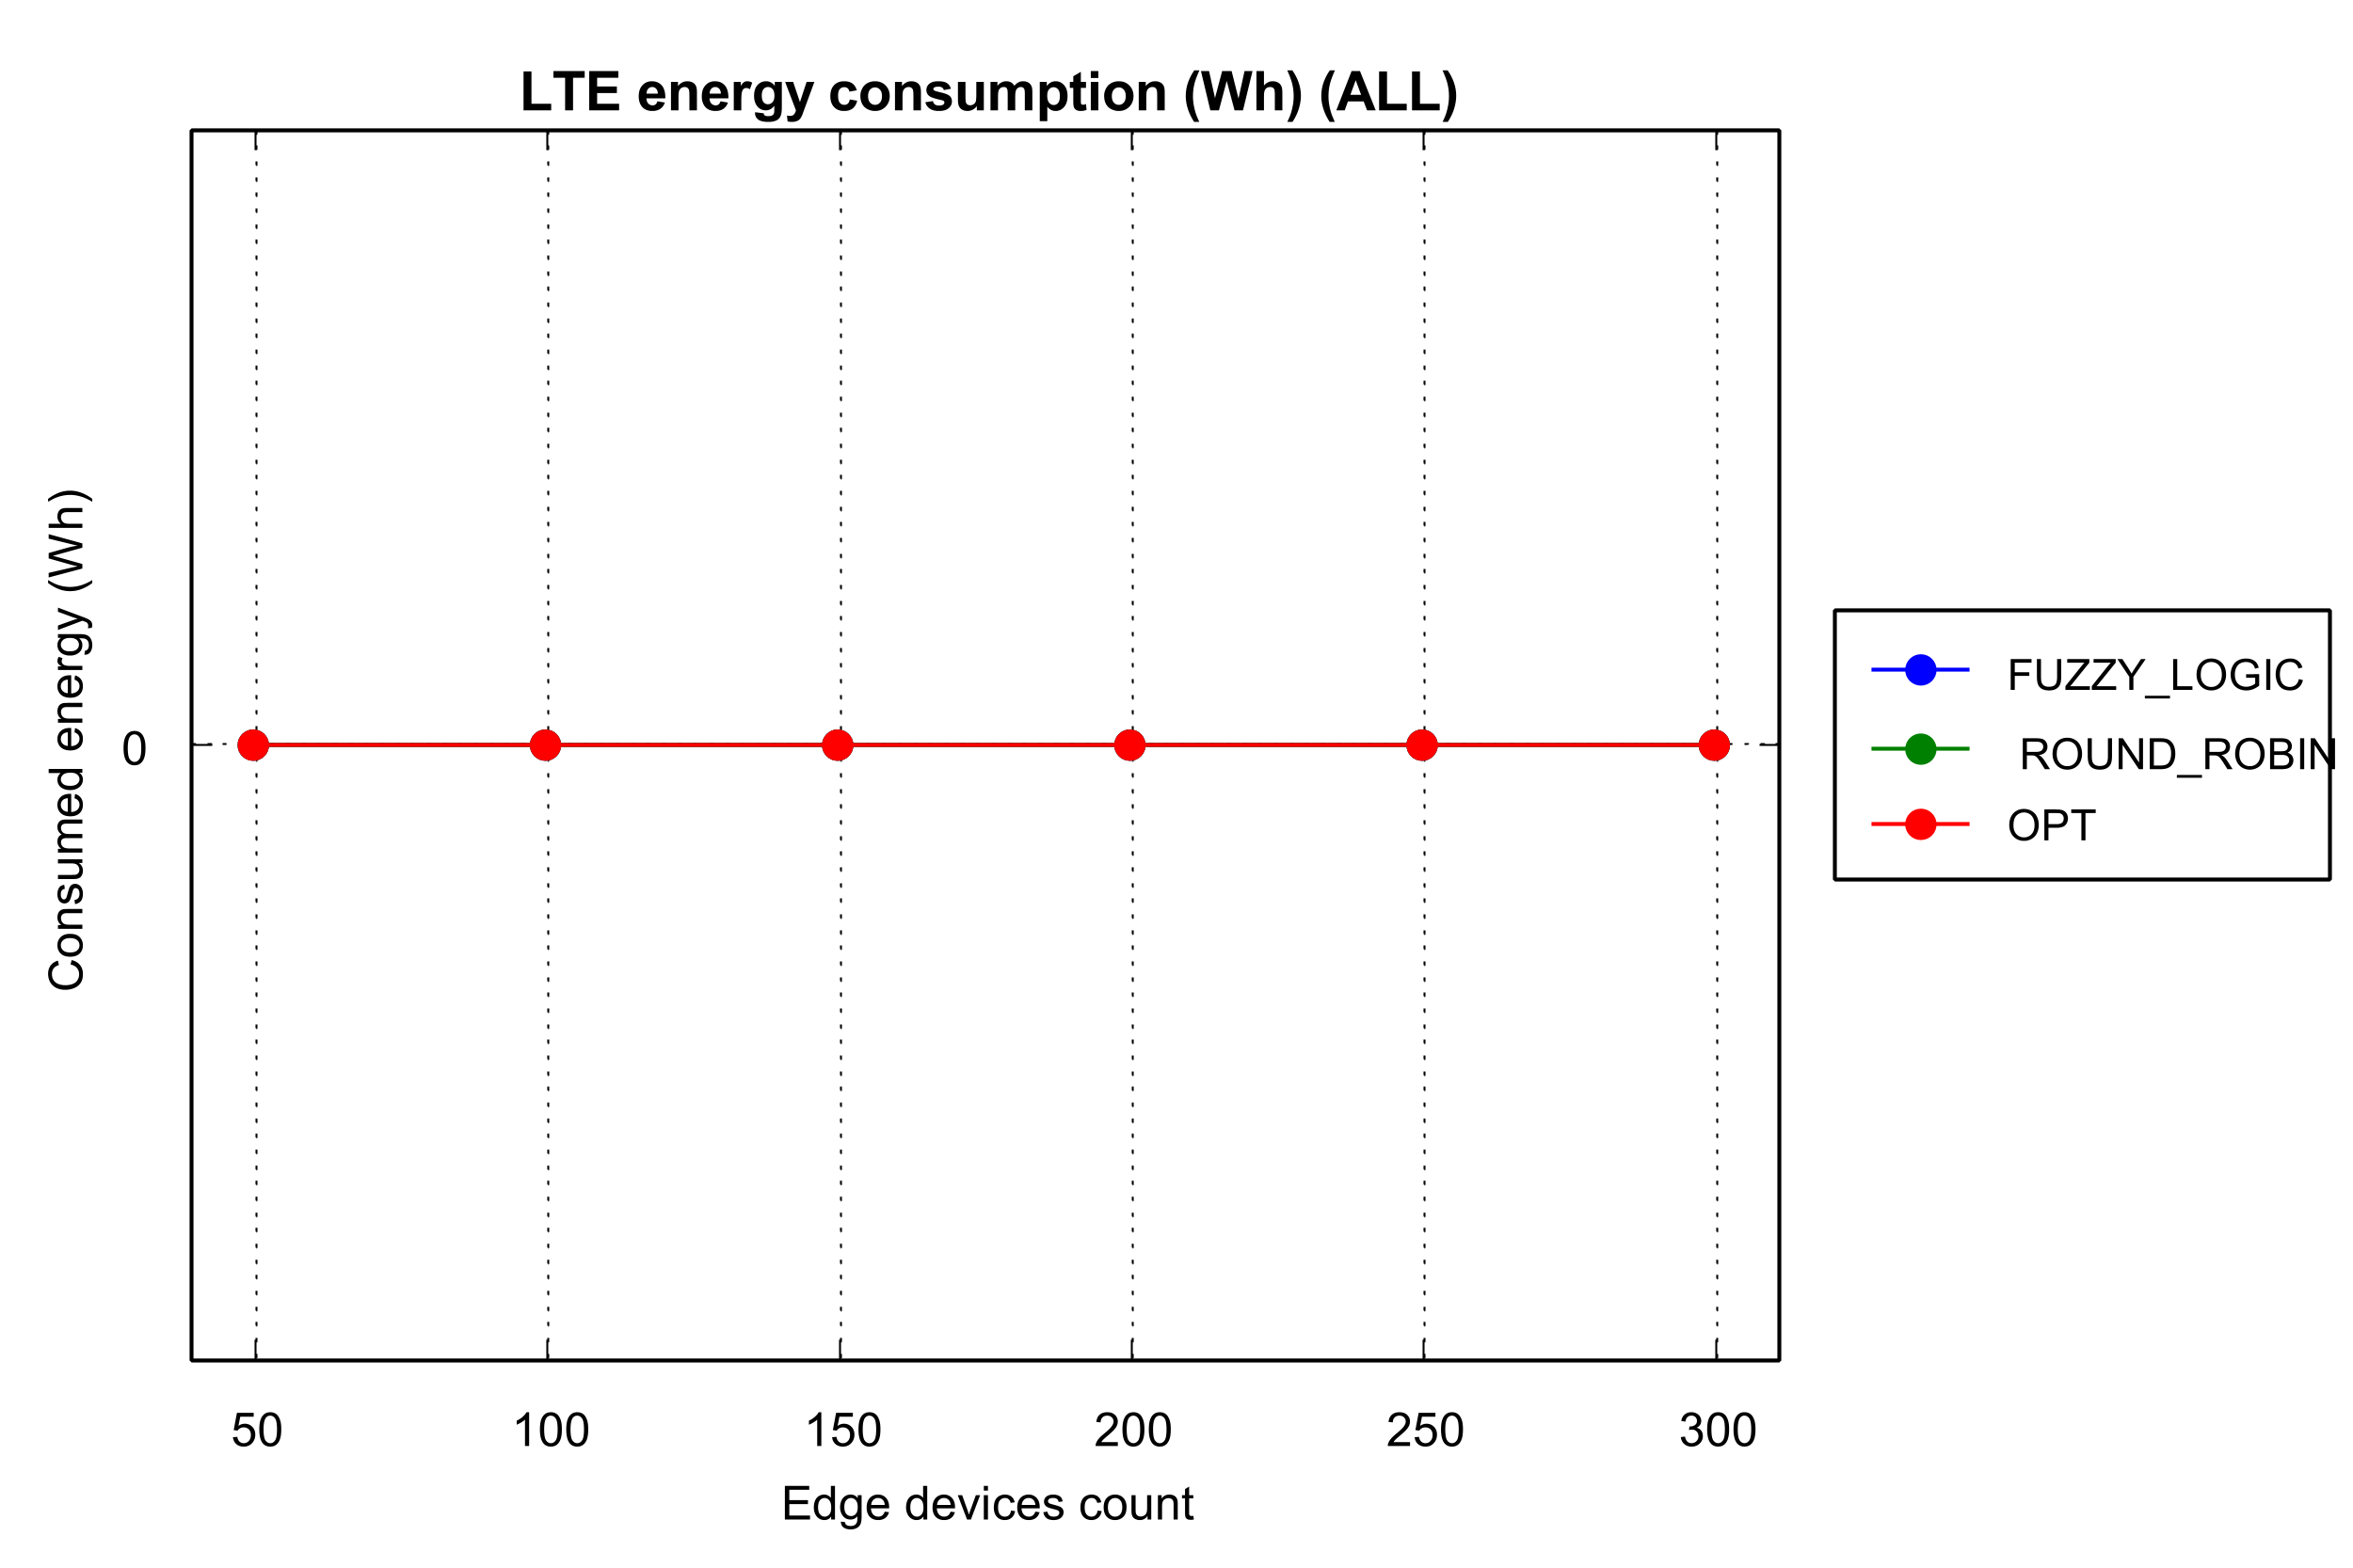 LTE energy consumption (Wh) (ALL)
Consumed energy (Wh)
0
FUZZY_LOGIC
ROUND_ROBIN
OPT
50 100 150 200 250 300
Edge devices count